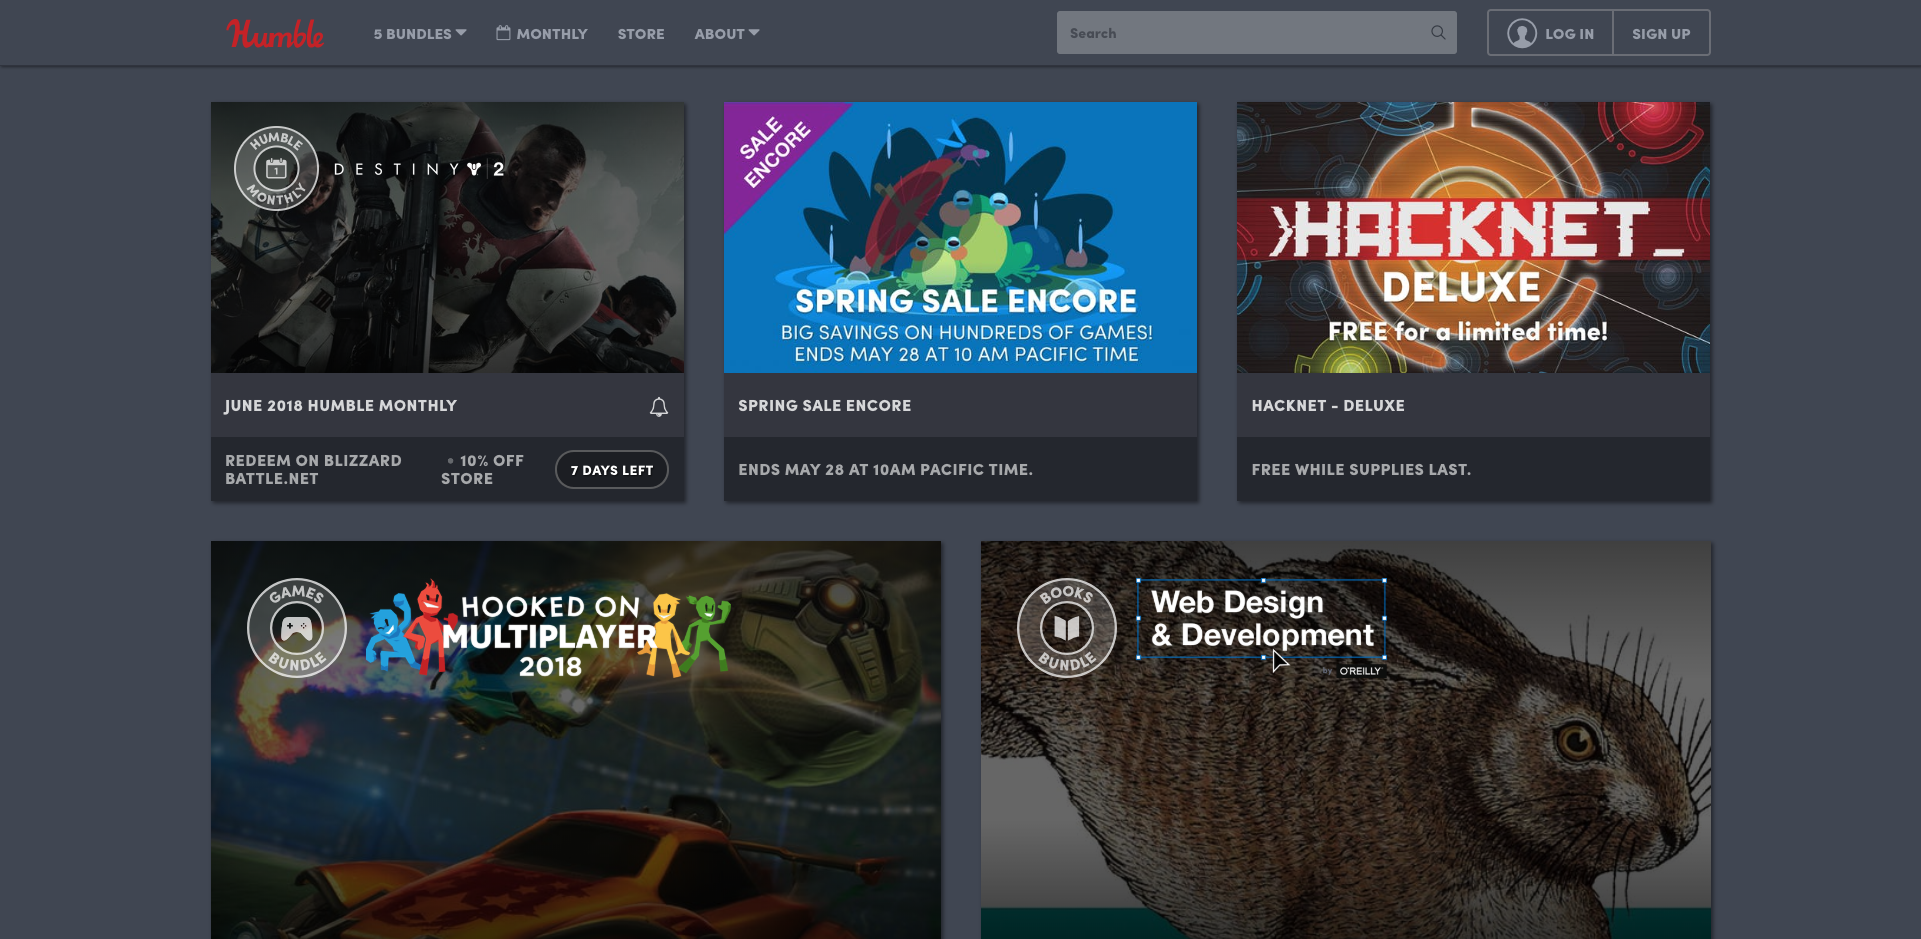 Humble
5 BUNDLES
MONTHLY
STORE
ABOUT
Search
LOG IN
SIGN UP
HUMBLE
1
MONTHLY
DESTINY 2
SALE
ENCORE
SPRING SALE ENCORE
BIG SAVINGS ON HUNDREDS OF GAMES!
ENDS MAY 28 AT 10 AM PACIFIC TIME
HACKNET_
DELUXE
FREE for a limited time!
JUNE 2018 HUMBLE MONTHLY
SPRING SALE ENCORE
HACKNET - DELUXE
REDEEM ON BLIZZARD
BATTLE.NET
• 10% OFF
STORE
7 DAYS LEFT
ENDS MAY 28 AT 10AM PACIFIC TIME.
FREE WHILE SUPPLIES LAST.
GAMES
BUNDLE
HOOKED ON
MULTIPLAYER
2018
BOOKS
BUNDLE
Web Design
& Development
by O'REILLY